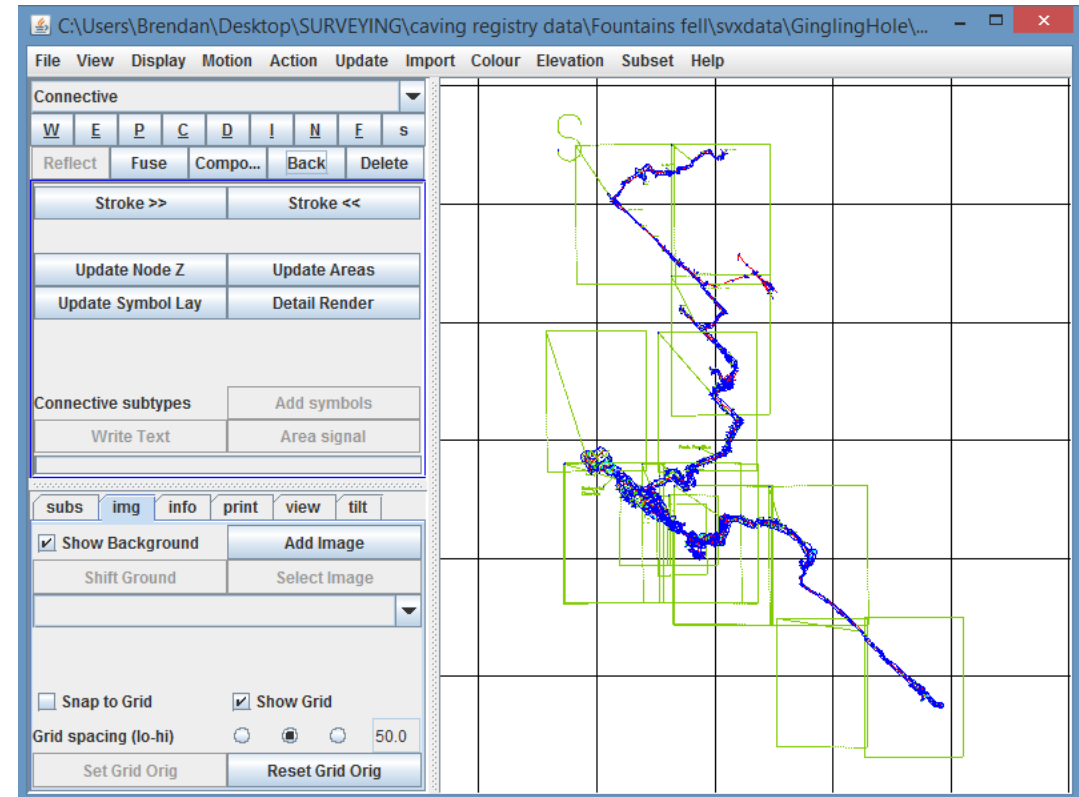 C:\Users\Brendan\Desktop\SURVEYING\caving registry data\Fountains fell\svxdata\GinglingHole\...
File View Display Motion Action Update Import Colour Elevation Subset Help
Connective
W E P C D I N F s
Reflect Fuse Compo... Back Delete
Stroke >> Stroke <<
Update Node Z Update Areas
Update Symbol Lay Detail Render
Connective subtypes Add symbols
Write Text Area signal
subs img info print view tilt
Show Background Add Image
Shift Ground Select Image
Snap to Grid Show Grid
Grid spacing (lo-hi) 50.0
Set Grid Orig Reset Grid Orig
S